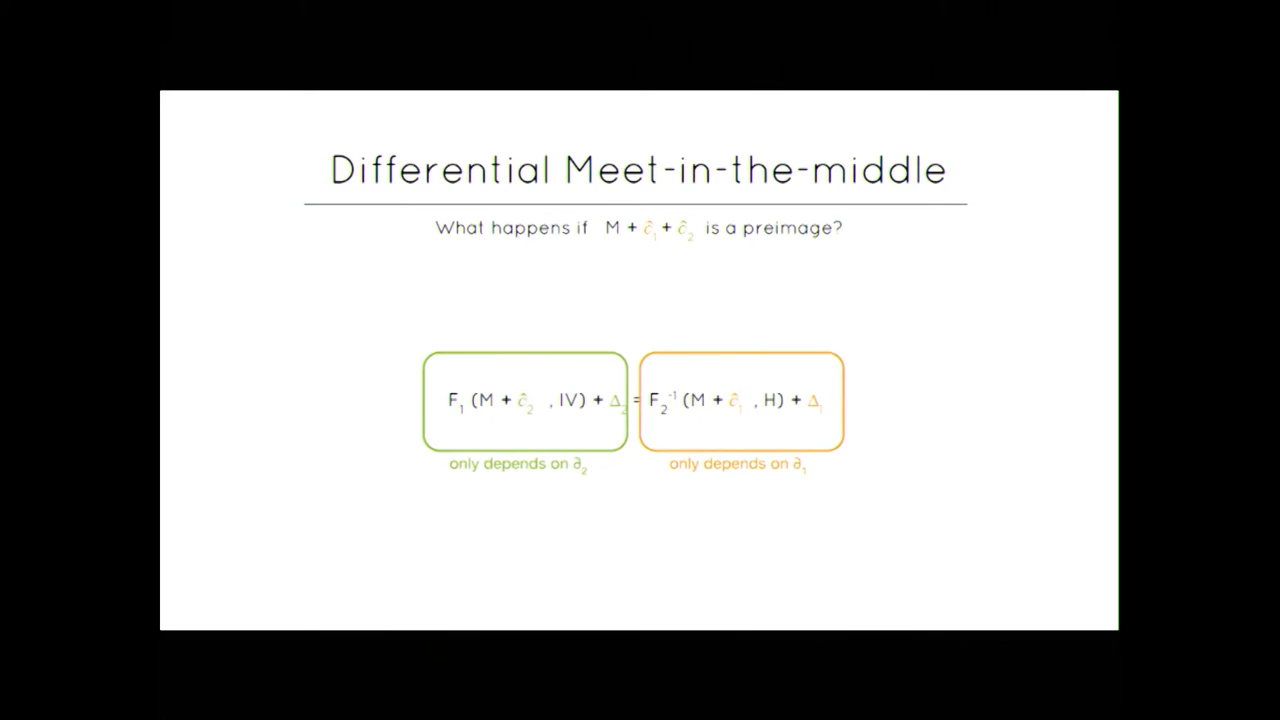 Differential Meet-in-the-middle
What happens if M + ∂₁ + ∂₂ is a preimage?
F₁ (M + ∂₂ , IV) + Δ₂ = F₂⁻¹ (M + ∂₁ , H) + Δ₁
only depends on ∂₂
only depends on ∂₁